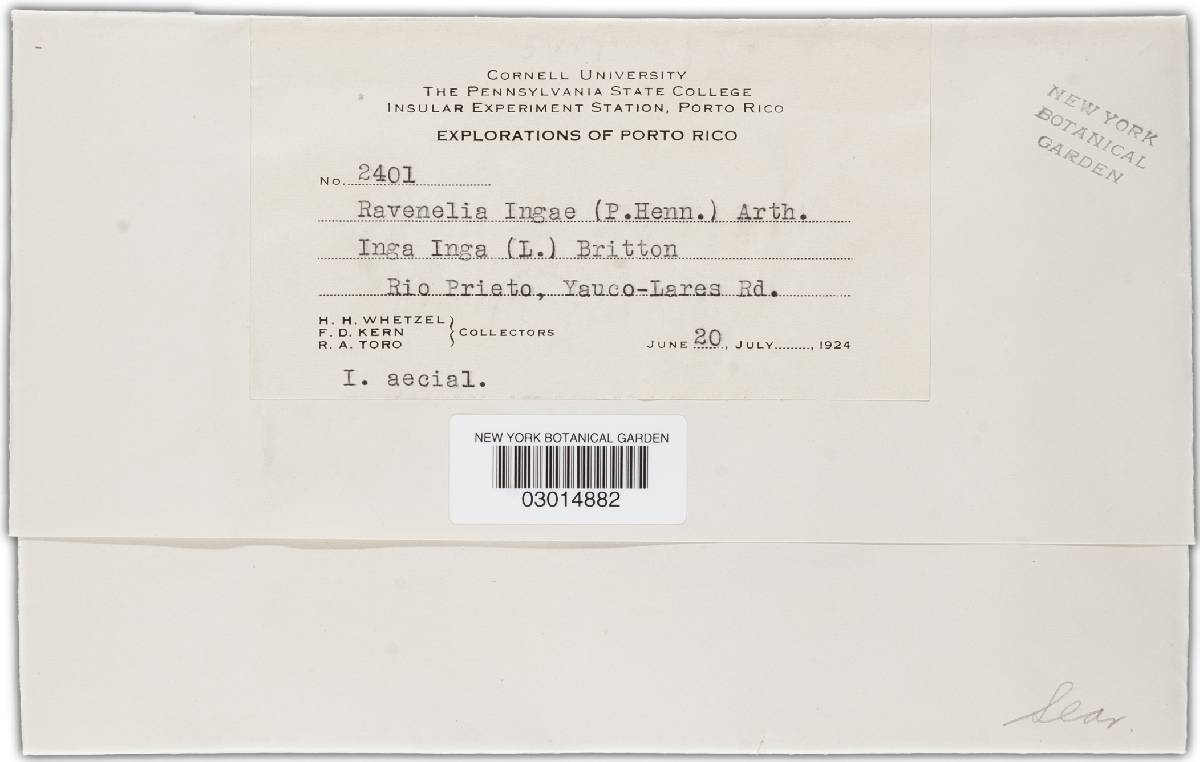 CORNELL UNIVERSITY
THE PENNSYLVANIA STATE COLLEGE
INSULAR EXPERIMENT STATION, PORTO RICO
EXPLORATIONS OF PORTO RICO
NEW YORK
BOTANICAL
GARDEN
No. 2401
Ravenelia Ingae (P.Henn.) Arth.
Inga Inga (L.) Britton
Rio Prieto, Yauco-Lares Rd.
H. H. WHETZEL
F. D. KERN
R. A. TORO
} COLLECTORS
JUNE 20, JULY........, 1924
I. aecial.
NEW YORK BOTANICAL GARDEN
03014882